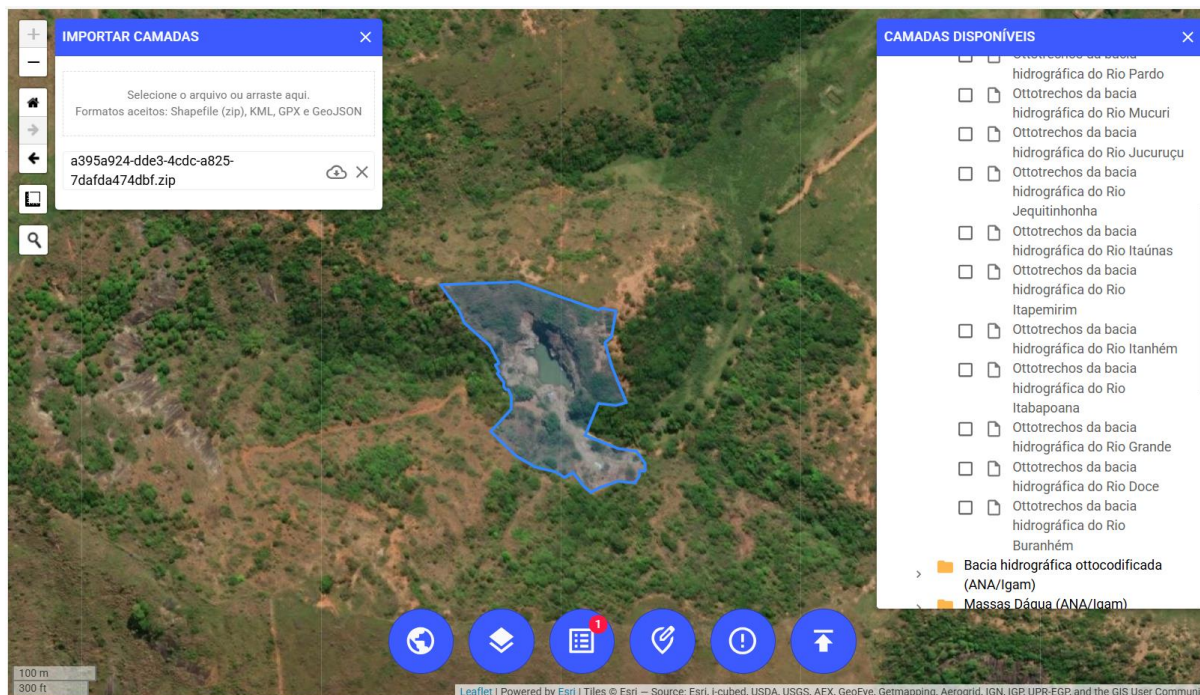 IMPORTAR CAMADAS
Selecione o arquivo ou arraste aqui.
Formatos aceitos: Shapefile (zip), KML, GPX e GeoJSON
a395a924-dde3-4cdc-a825-
7dafda474dbf.zip
CAMADAS DISPONÍVEIS
Ottotrechos da bacia
hidrográfica do Rio Pardo
Ottotrechos da bacia
hidrográfica do Rio Mucuri
Ottotrechos da bacia
hidrográfica do Rio Jucuruçu
Ottotrechos da bacia
hidrográfica do Rio
Jequitinhonha
Ottotrechos da bacia
hidrográfica do Rio Itaúnas
Ottotrechos da bacia
hidrográfica do Rio
Itapemirim
Ottotrechos da bacia
hidrográfica do Rio Itanhém
Ottotrechos da bacia
hidrográfica do Rio
Itabapoana
Ottotrechos da bacia
hidrográfica do Rio Grande
Ottotrechos da bacia
hidrográfica do Rio Doce
Ottotrechos da bacia
hidrográfica do Rio
Buranhém
Bacia hidrográfica ottocodificada
(ANA/Igam)
Massas Dágua (ANA/Igam)
1
100 m
300 ft
Leaflet | Powered by Esri | Tiles © Esri — Source: Esri, i-cubed, USDA, USGS, AEX, GeoEye, Getmapping, Aerogrid, IGN, IGP, UPR-EGP, and the GIS User Commun